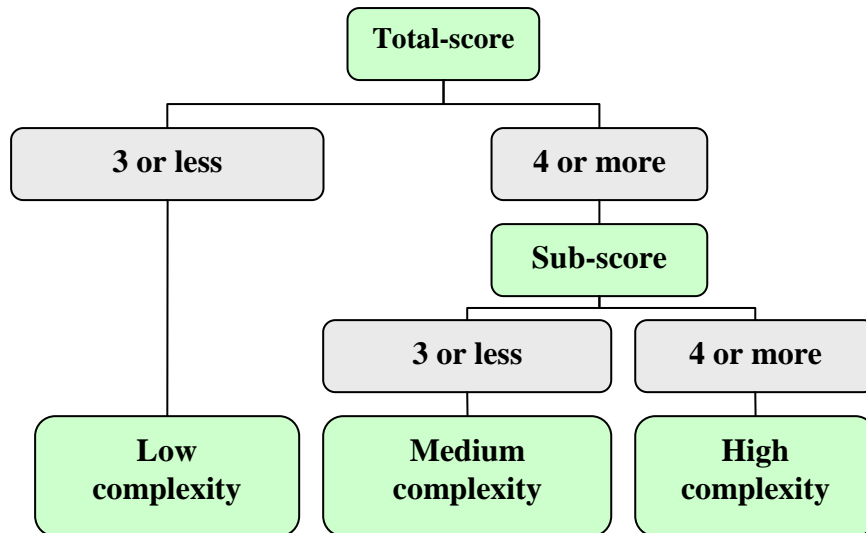 Total-score
3 or less
4 or more
Sub-score
3 or less
4 or more
Low
complexity
Medium
complexity
High
complexity